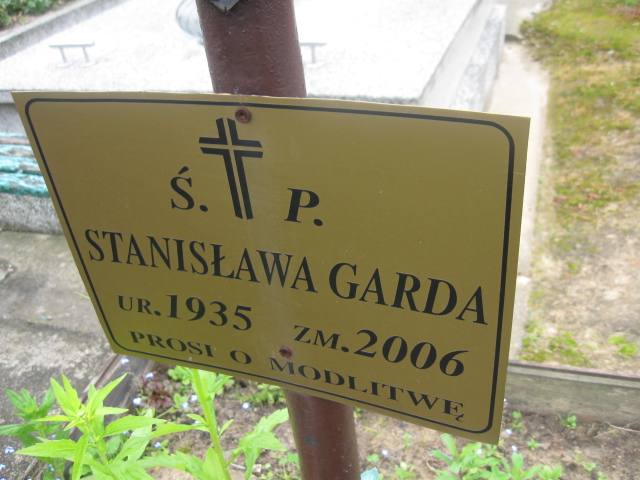 Ś. P.
STANISŁAWA GARDA
UR. 1935 ZM. 2006
PROSI O MODLITWĘ